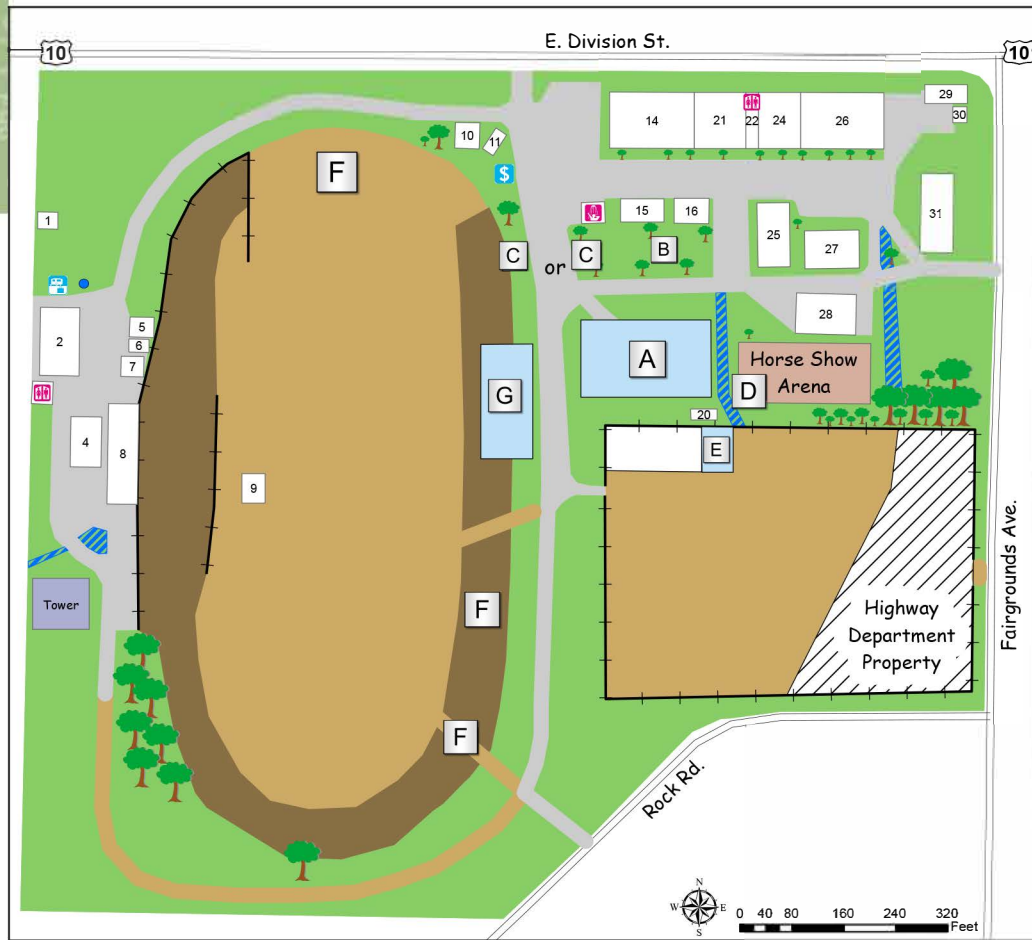 E. Division St.
10
10
29
30
14
21
22
24
26
F
10
11
$
1
15
16
31
C
or
C
B
25
27
28
2
5
6
7
A
Horse Show
Arena
G
D
20
4
8
E
9
Tower
F
Highway
Department
Property
Fairgrounds Ave.
F
Rock Rd.
N
W
E
S
0 40 80 160 240 320
Feet